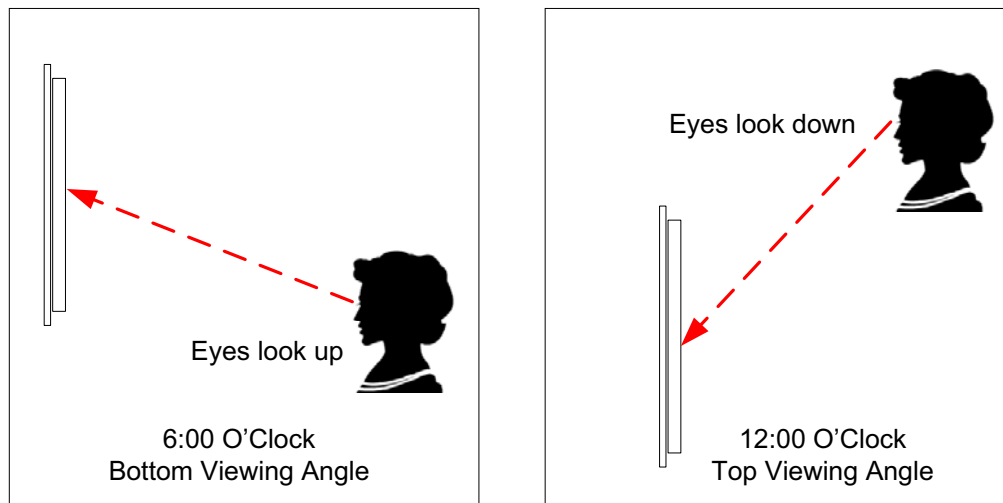 Eyes look up
6:00 O’Clock
Bottom Viewing Angle
Eyes look down
12:00 O’Clock
Top Viewing Angle